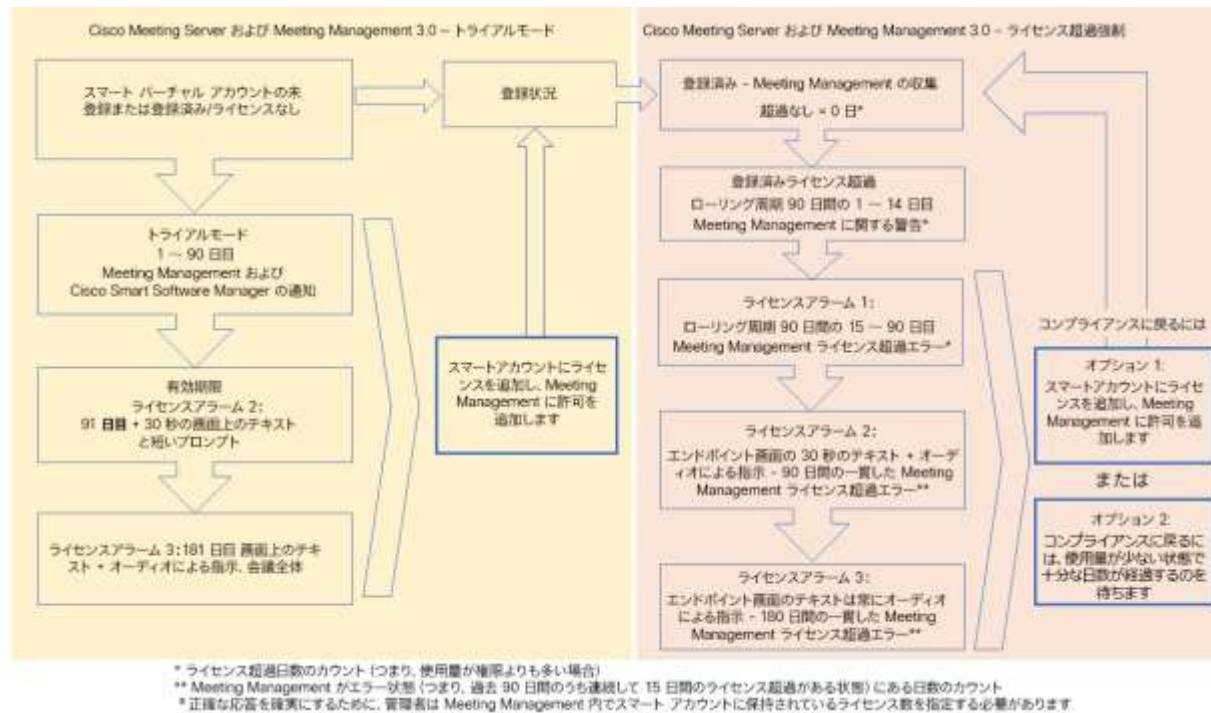 Cisco Meeting Server および Meeting Management 3.0 – トライアルモード
スマート バーチャル アカウントの未
登録または登録済み/ライセンスなし
登録状況
トライアルモード
1 ～ 90 日目
Meeting Management および
Cisco Smart Software Manager の通知
有効期限
ライセンスアラーム 2:
91 日目 + 30 秒の画面上のテキスト
と短いプロンプト
ライセンスアラーム 3:181 日目 画面上のテキ
スト + オーディオによる指示、会議全体
スマートアカウントにライセ
ンスを追加し、Meeting
Management に許可を
追加します
Cisco Meeting Server および Meeting Management 3.0 – ライセンス超過強制
登録済み – Meeting Management の収集
超過なし = 0 日*
登録済みライセンス超過
ローリング周期 90 日間の 1 ～ 14 日目
Meeting Management に関する警告*
ライセンスアラーム 1:
ローリング周期 90 日間の 15 ～ 90 日目
Meeting Management ライセンス超過エラー*
ライセンスアラーム 2:
エンドポイント画面の 30 秒のテキスト + オーデ
ィオによる指示 - 90 日間の一貫した Meeting
Management ライセンス超過エラー**
ライセンスアラーム 3:
エンドポイント画面のテキストは常にオーディオ
による指示 - 180 日間の一貫した Meeting
Management ライセンス超過エラー**
コンプライアンスに戻るには
オプション 1:
スマートアカウントにライセ
ンスを追加し、Meeting
Management に許可を追
加します
または
オプション 2:
コンプライアンスに戻るに
は、使用量が少ない状態で
十分な日数が経過するのを
待ちます
* ライセンス超過日数のカウント (つまり、使用量が権限よりも多い場合)
** Meeting Management がエラー状態 (つまり、過去 90 日間のうち連続して 15 日間のライセンス超過がある状態) にある日数のカウント
* 正確な応答を確実にするために、管理者は Meeting Management 内でスマート アカウントに保持されているライセンス数を指定する必要があります